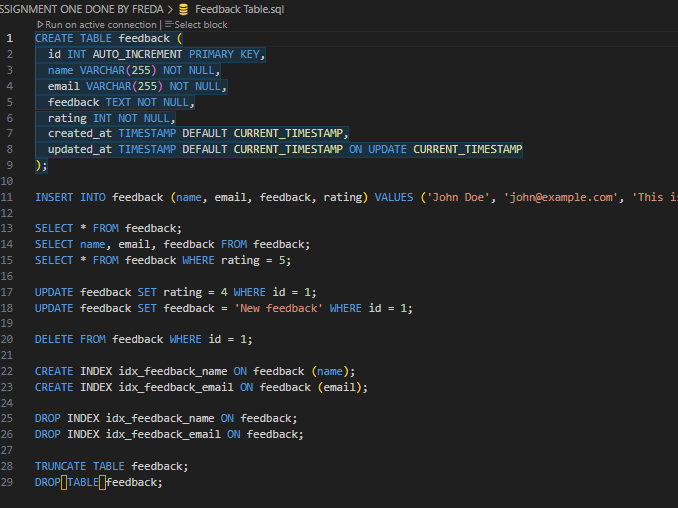 SSIGNMENT ONE DONE BY FREDA > Feedback Table.sql
Run on active connection | Select block
1 CREATE TABLE feedback (
2 id INT AUTO_INCREMENT PRIMARY KEY,
3 name VARCHAR(255) NOT NULL,
4 email VARCHAR(255) NOT NULL,
5 feedback TEXT NOT NULL,
6 rating INT NOT NULL,
7 created_at TIMESTAMP DEFAULT CURRENT_TIMESTAMP,
8 updated_at TIMESTAMP DEFAULT CURRENT_TIMESTAMP ON UPDATE CURRENT_TIMESTAMP
9 );
10
11 INSERT INTO feedback (name, email, feedback, rating) VALUES ('John Doe', 'john@example.com', 'This is
12
13 SELECT * FROM feedback;
14 SELECT name, email, feedback FROM feedback;
15 SELECT * FROM feedback WHERE rating = 5;
16
17 UPDATE feedback SET rating = 4 WHERE id = 1;
18 UPDATE feedback SET feedback = 'New feedback' WHERE id = 1;
19
20 DELETE FROM feedback WHERE id = 1;
21
22 CREATE INDEX idx_feedback_name ON feedback (name);
23 CREATE INDEX idx_feedback_email ON feedback (email);
24
25 DROP INDEX idx_feedback_name ON feedback;
26 DROP INDEX idx_feedback_email ON feedback;
27
28 TRUNCATE TABLE feedback;
29 DROP TABLE feedback;